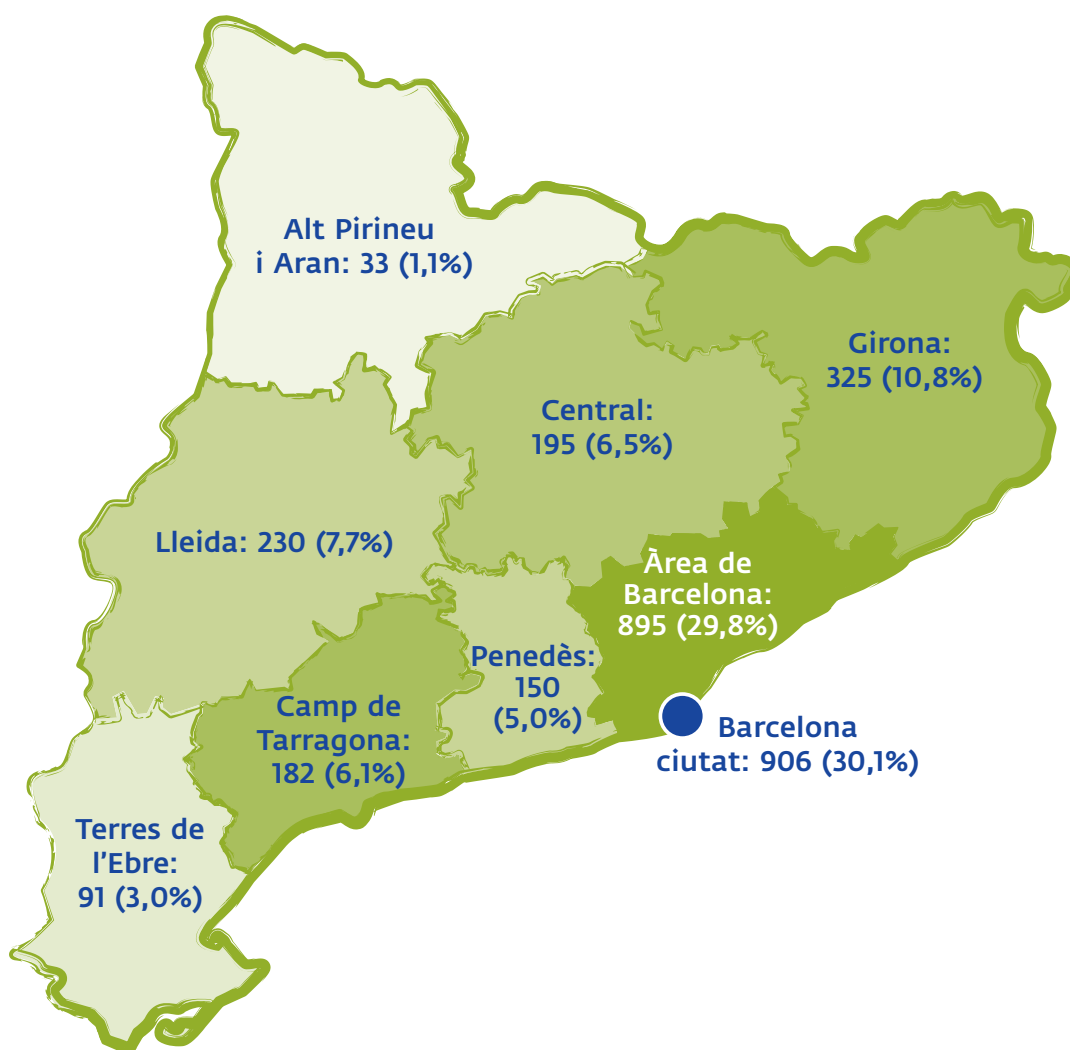 Alt Pirineu
i Aran: 33 (1,1%)
Girona:
325 (10,8%)
Central:
195 (6,5%)
Lleida: 230 (7,7%)
Àrea de
Barcelona:
895 (29,8%)
Penedès:
150
(5,0%)
Camp de
Tarragona:
182 (6,1%)
Barcelona
ciutat: 906 (30,1%)
Terres de
l'Ebre:
91 (3,0%)